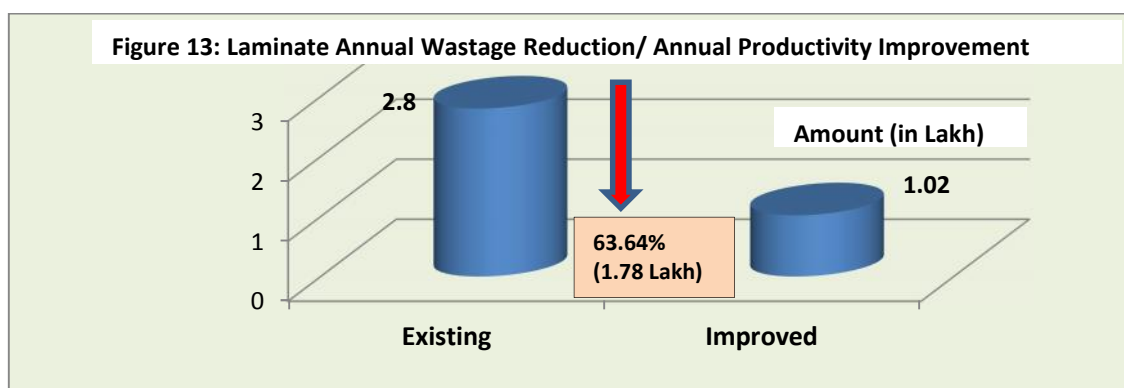 Figure 13: Laminate Annual Wastage Reduction/ Annual Productivity Improvement
2.8
3
Amount (in Lakh)
2
1.02
63.64%
(1.78 Lakh)
1
0
Existing Improved